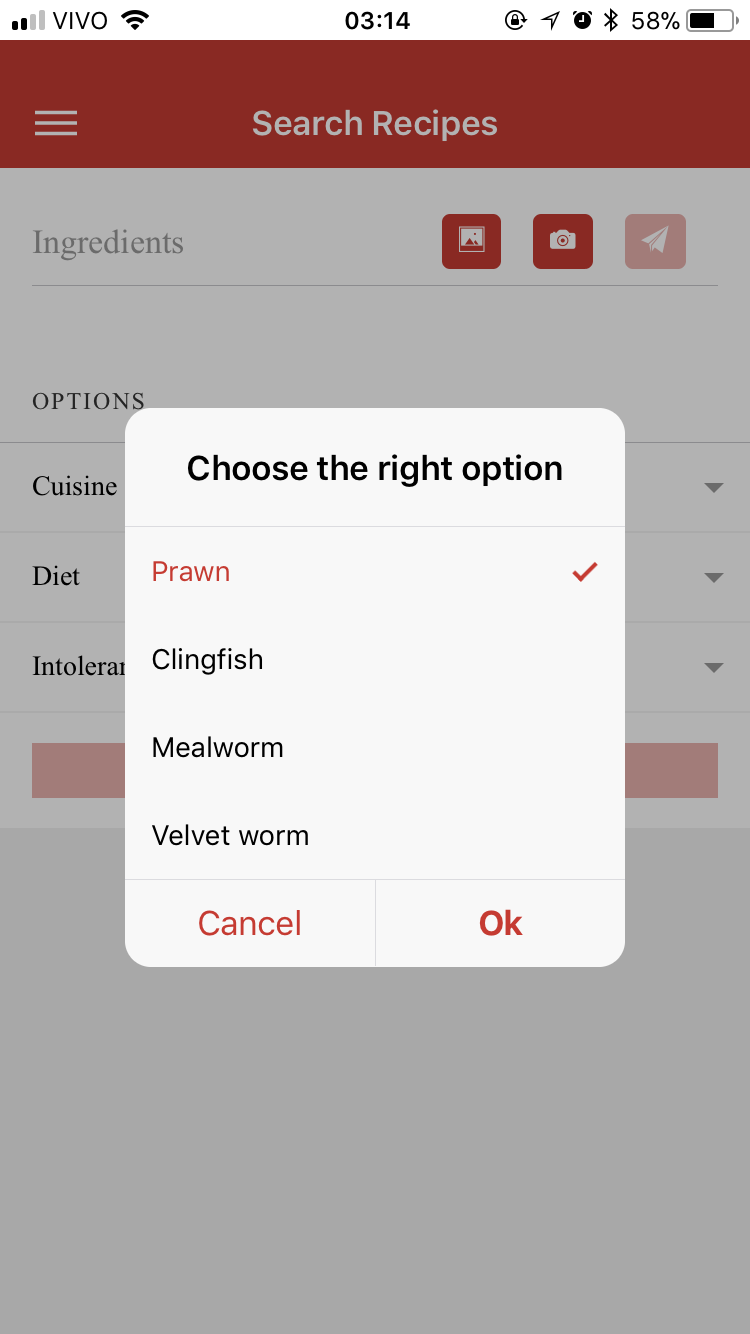 VIVO 03:14 58%
Search Recipes
Ingredients
OPTIONS
Choose the right option
Cuisine
Prawn
Diet
Clingfish
Mealworm
Velvet worm
Cancel Ok